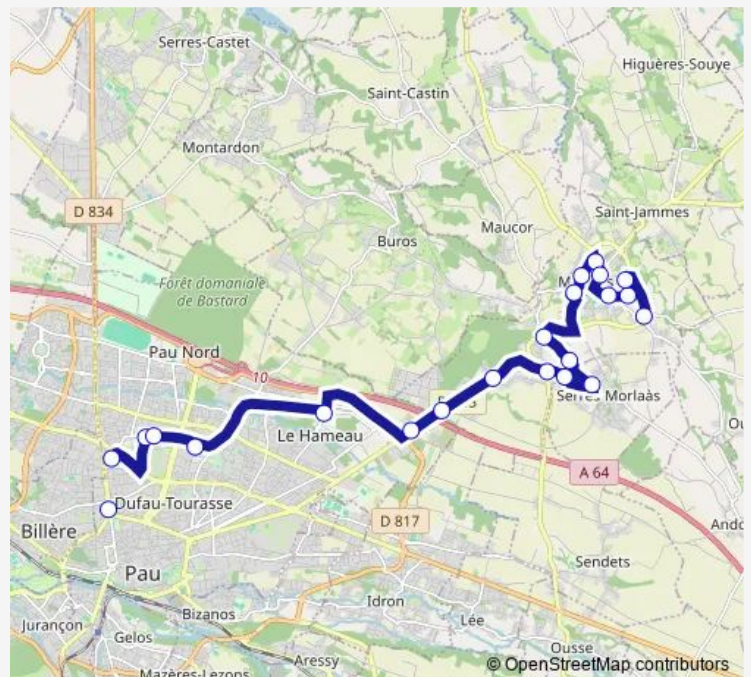 Serres-Castet
Higuères-Souye
Saint-Castin
Montardon
D 834
Saint-Jammes
Maucor
Buros
Forêt domaniale
de Bastard
Pau Nord
10
Serres Morlaàs
Le Hameau
A 64
Dufau-Tourasse
D 817
Billère
Sendets
Pau
Idron
Bizanos
Lée
Jurançon
Gelos
Ousse
Aressy
Mazères-Lezons
© OpenStreetMap contributors